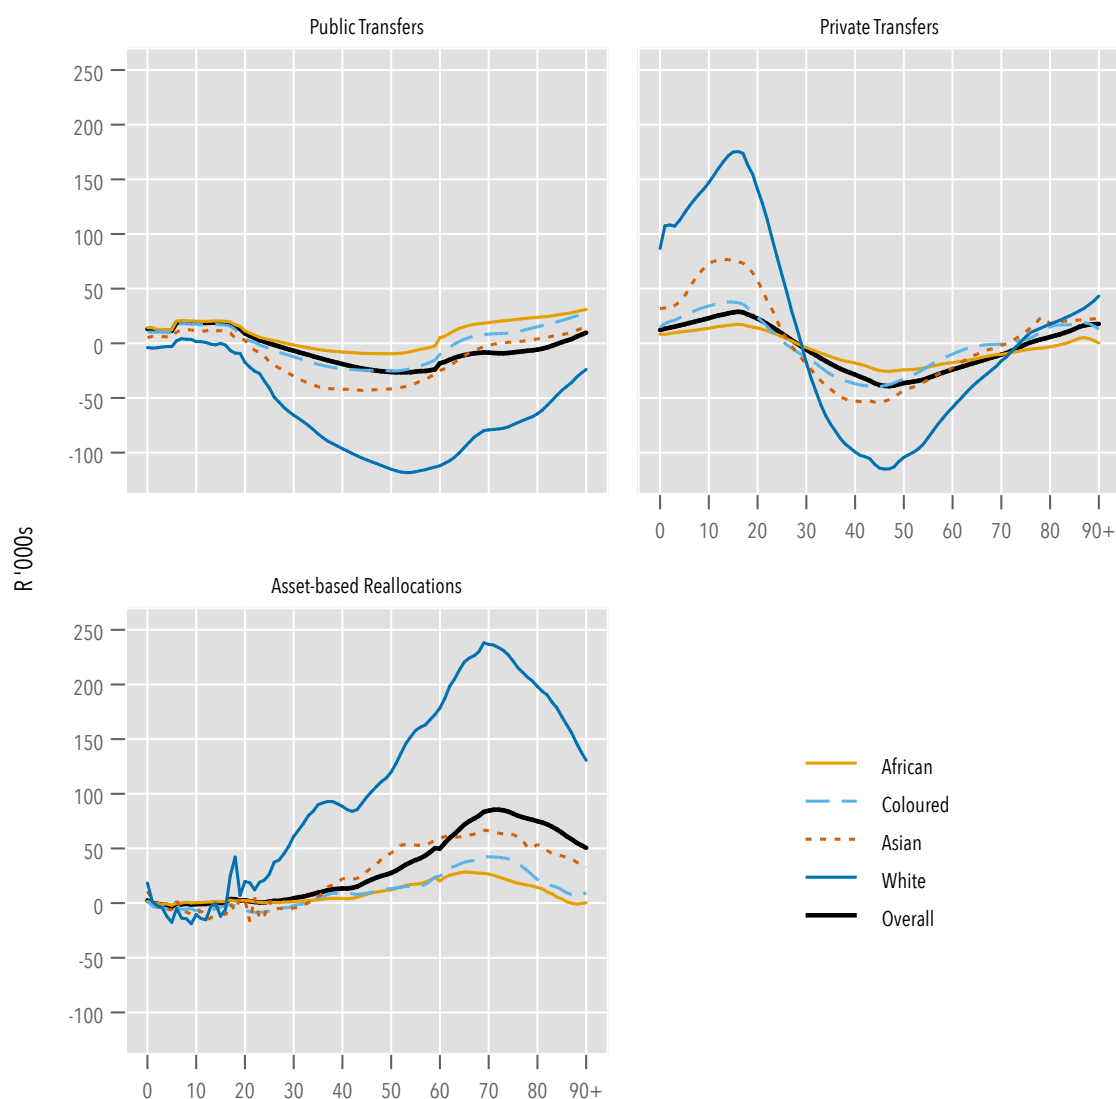 Public Transfers
Private Transfers
250
200
150
100
50
0
-50
-100
0 10 20 30 40 50 60 70 80 90+
R '000s
Asset-based Reallocations
250
200
150
100
50
0
-50
-100
0 10 20 30 40 50 60 70 80 90+
African
Coloured
Asian
White
Overall